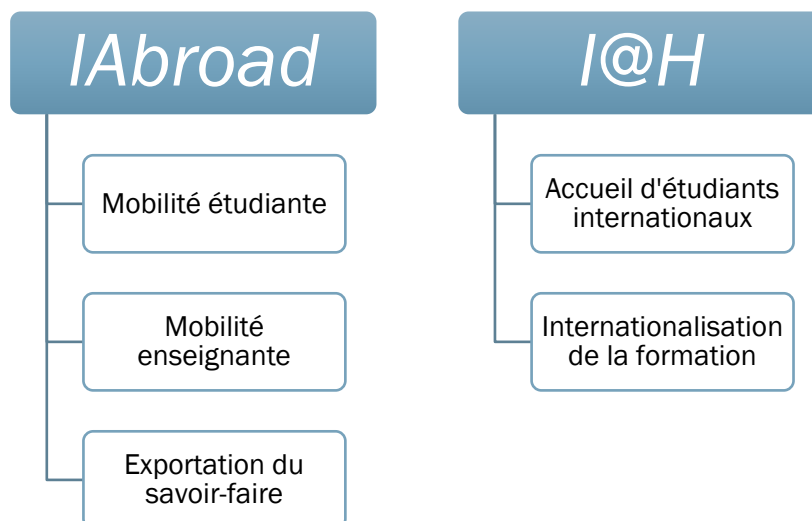 IAbroad
Mobilité étudiante
Mobilité
enseignante
Exportation du
savoir-faire
I@H
Accueil d'étudiants
internationaux
Internationalisation
de la formation